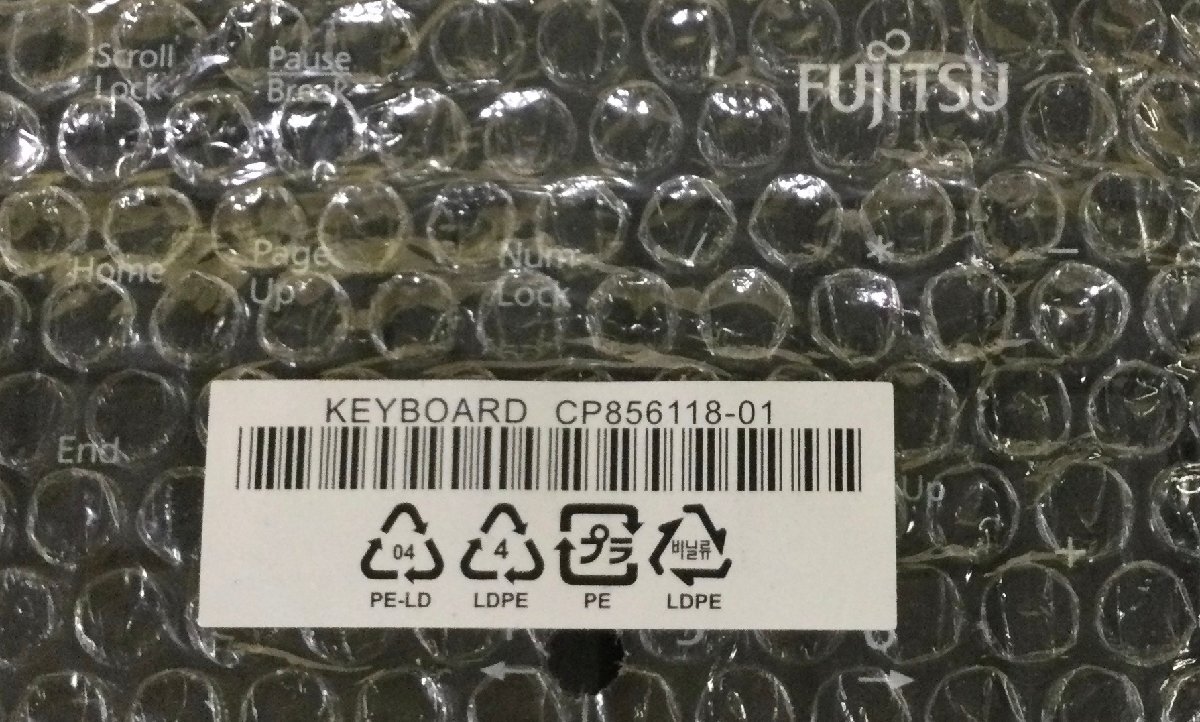 Scroll
Lock
Pause
Break
FUJITSU
Home
Page
Up
Num
Lock
/
*
−
End
Up
+
KEYBOARD CP856118-01
04
4
プラ
비닐류
PE-LD
LDPE
PE
LDPE
←
→